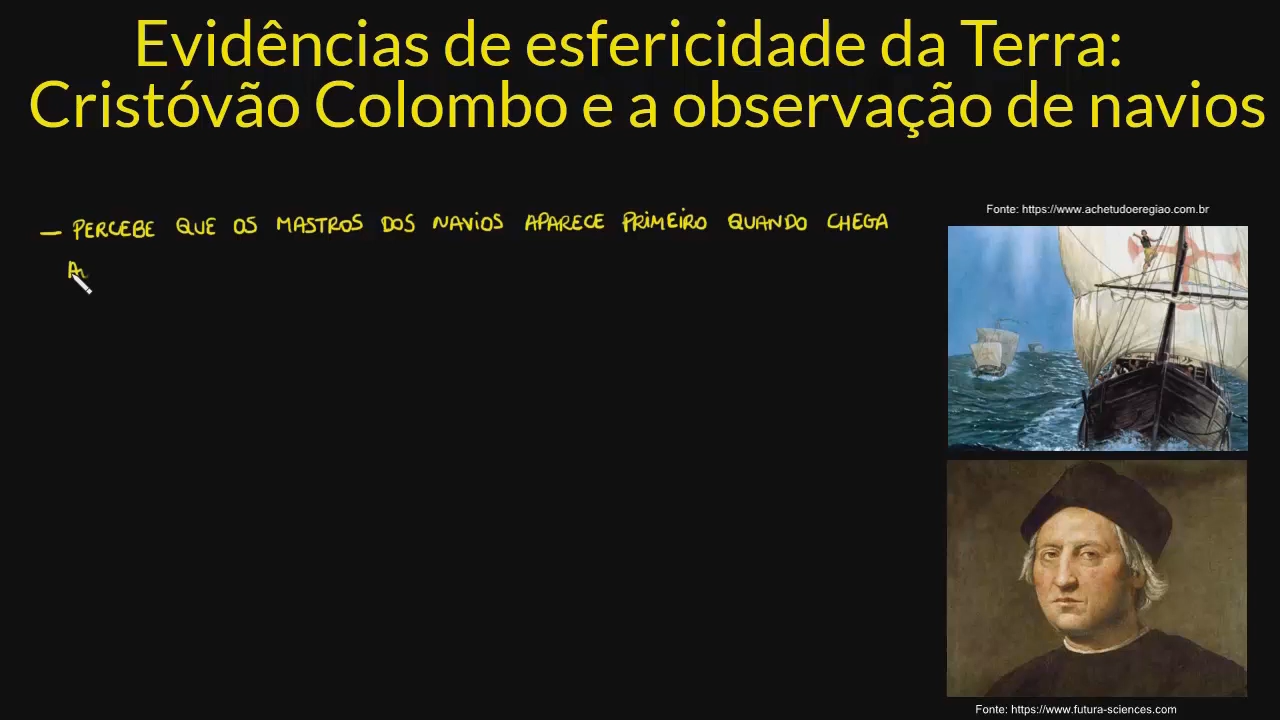 Evidências de esfericidade da Terra:
Cristóvão Colombo e a observação de navios
— PERCEBE QUE OS MASTROS DOS NAVIOS APARECE PRIMEIRO QUANDO CHEGA
Fonte: https://www.achetudoeregiao.com.br
Fonte: https://www.futura-sciences.com